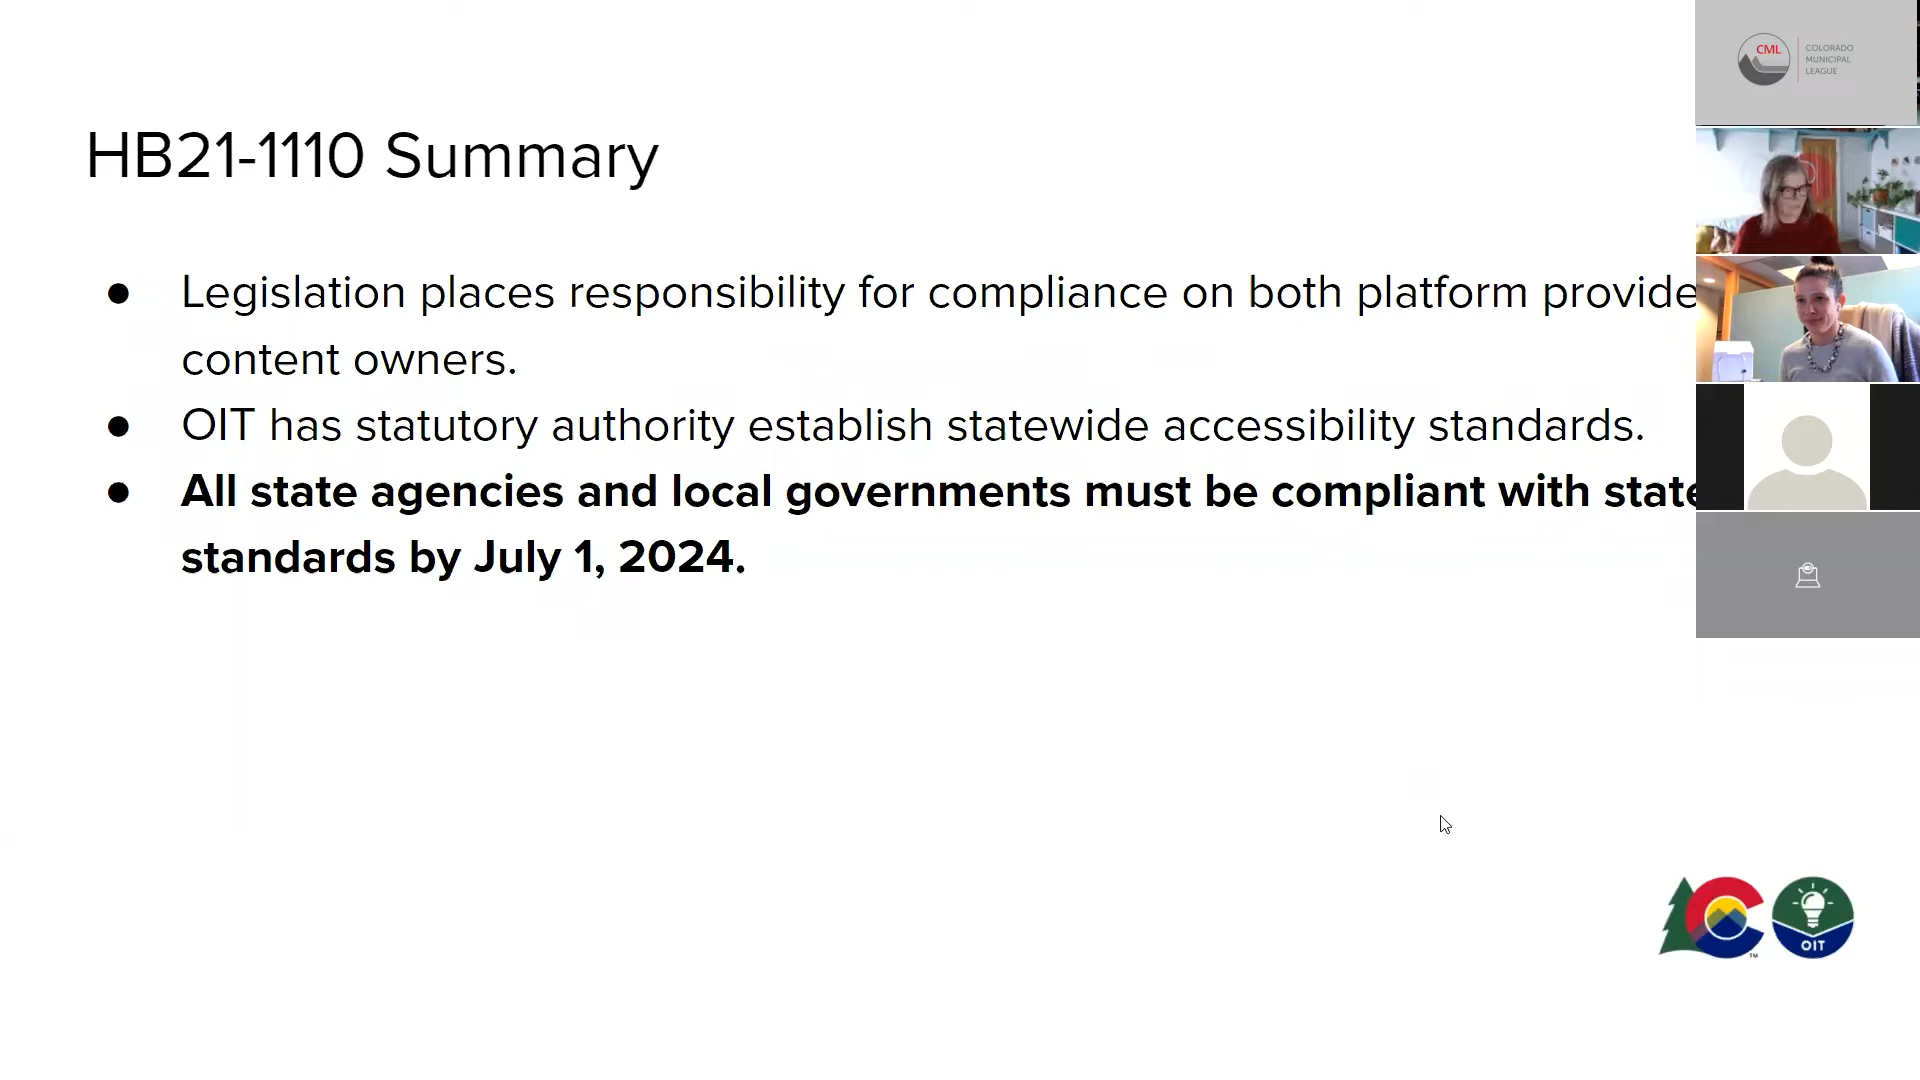 CML
COLORADO
MUNICIPAL
LEAGUE
HB21-1110 Summary
● Legislation places responsibility for compliance on both platform
content owners.
● OIT has statutory authority establish statewide accessibility standards.
● All state agencies and local governments must be compliant with state
standards by July 1, 2024.
TM
OIT